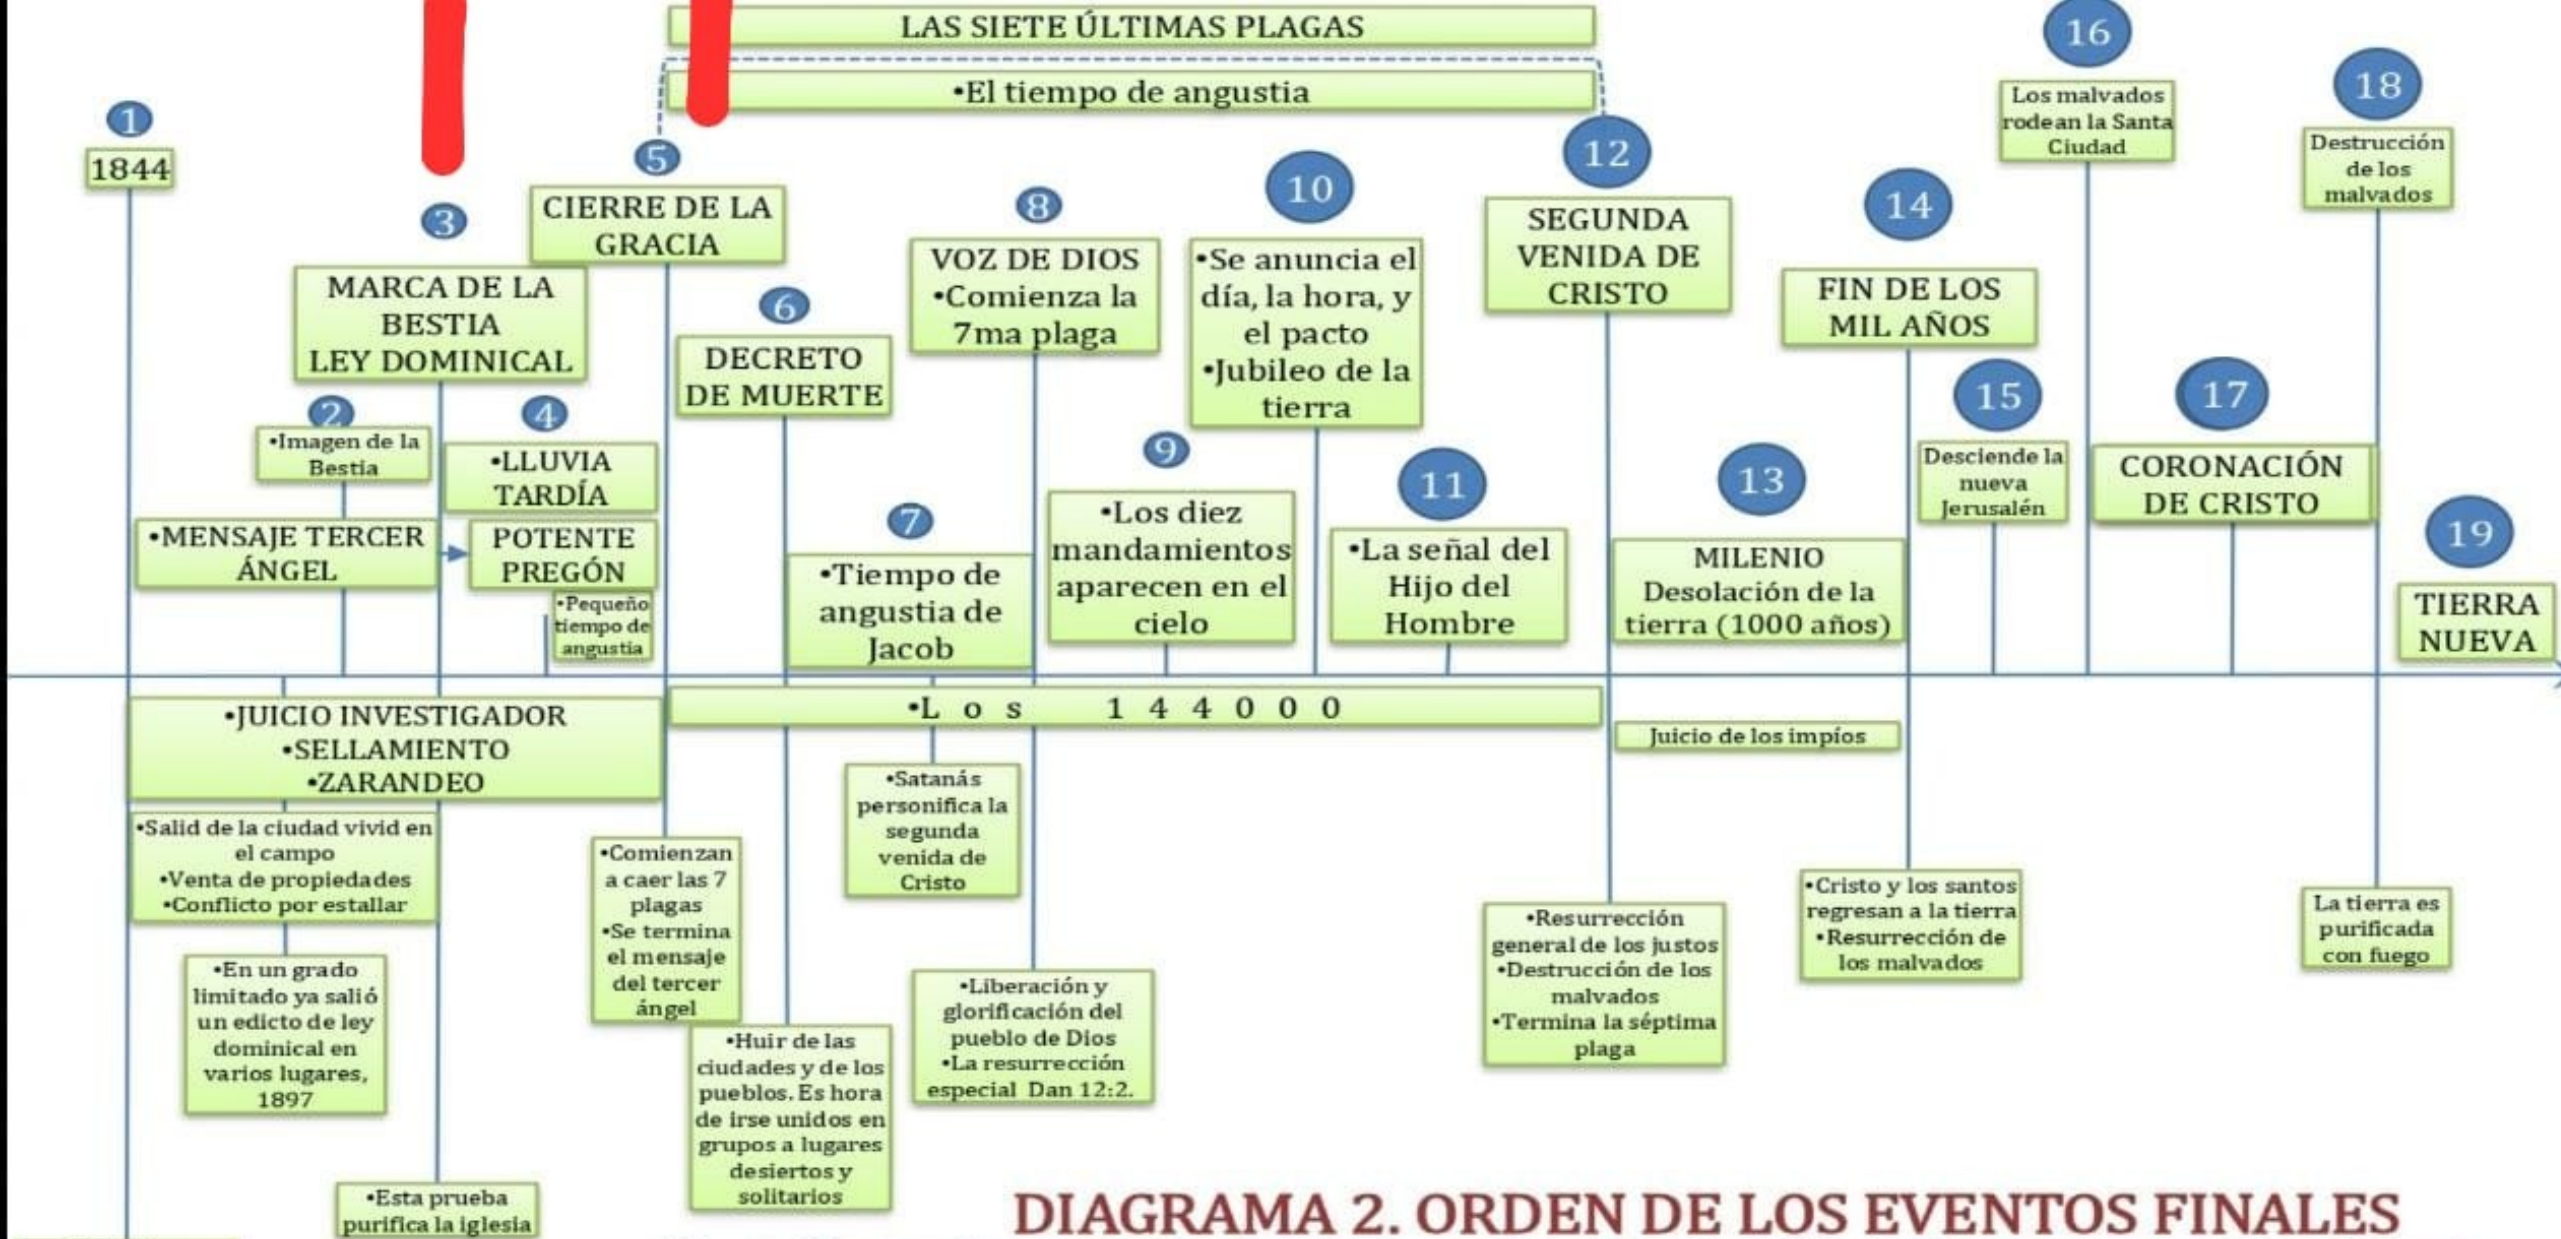 LAS SIETE ÚLTIMAS PLAGAS
•El tiempo de angustia
1
1844
2
•Imagen de la
Bestia
•MENSAJE TERCER
ÁNGEL
3
MARCA DE LA
BESTIA
LEY DOMINICAL
4
•LLUVIA
TARDÍA
POTENTE
PREGÓN
•Pequeño
tiempo de
angustia
5
CIERRE DE LA
GRACIA
6
DECRETO
DE MUERTE
7
•Tiempo de
angustia de
Jacob
8
VOZ DE DIOS
•Comienza la
7ma plaga
9
•Los diez
mandamientos
aparecen en el
cielo
10
•Se anuncia el
día, la hora, y
el pacto
•Jubileo de la
tierra
11
•La señal del
Hijo del
Hombre
12
SEGUNDA
VENIDA DE
CRISTO
13
MILENIO
Desolación de la
tierra (1000 años)
14
FIN DE LOS
MIL AÑOS
15
Desciende la
nueva
Jerusalén
16
Los malvados
rodean la Santa
Ciudad
17
CORONACIÓN
DE CRISTO
18
Destrucción
de los
malvados
19
TIERRA
NUEVA
•JUICIO INVESTIGADOR
•SELLAMIENTO
•ZARANDEO
•L o s 1 4 4 0 0 0
Juicio de los impíos
•Salid de la ciudad vivid en
el campo
•Venta de propiedades
•Conflicto por estallar
•En un grado
limitado ya salió
un edicto de ley
dominical en
varios lugares,
1897
•Esta prueba
purifica la iglesia
•Comienzan
a caer las 7
plagas
•Se termina
el mensaje
del tercer
ángel
•Huir de las
ciudades y de los
pueblos. Es hora
de irse unidos en
grupos a lugares
desiertos y
solitarios
•Satanás
personifica la
segunda
venida de
Cristo
•Liberación y
glorificación del
pueblo de Dios
•La resurrección
especial Dan 12:2.
•Resurrección
general de los justos
•Destrucción de los
malvados
•Termina la séptima
plaga
•Cristo y los santos
regresan a la tierra
•Resurrección de
los malvados
La tierra es
purificada
con fuego
DIAGRAMA 2. ORDEN DE LOS EVENTOS FINALES